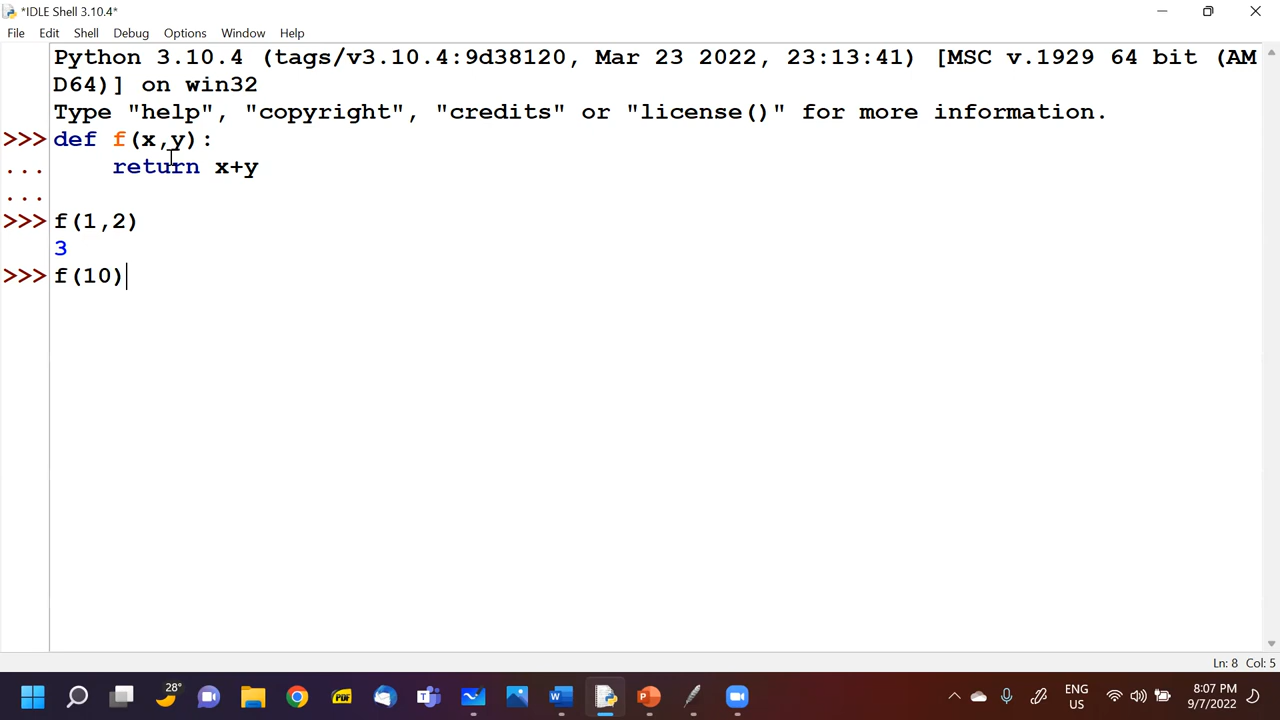 *IDLE Shell 3.10.4*
File Edit Shell Debug Options Window Help
Python 3.10.4 (tags/v3.10.4:9d38120, Mar 23 2022, 23:13:41) [MSC v.1929 64 bit (AM
D64)] on win32
Type "help", "copyright", "credits" or "license()" for more information.
>>> def f(x,y):
...     return x+y
...
>>> f(1,2)
3
>>> f(10)
Ln: 8 Col: 5
28°
PDF
T
W
P
ENG
US
8:07 PM
9/7/2022